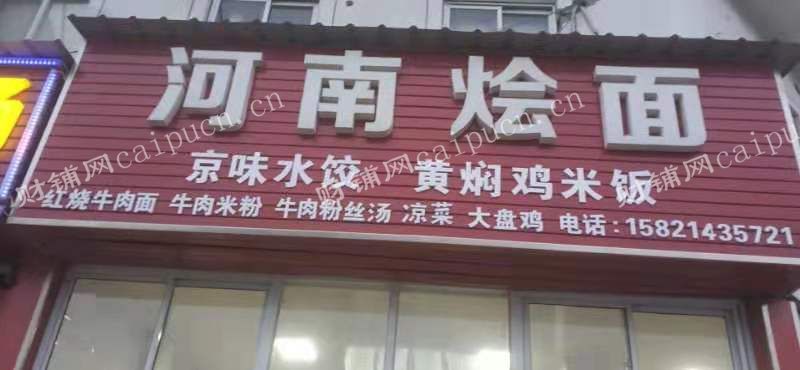 河南烩面
京味水饺 黄焖鸡米饭
红烧牛肉面 牛肉米粉 牛肉粉丝汤 凉菜 大盘鸡 电话:15821435721
财铺网caipucn.cn
财铺网caipucn.cn
财铺网caipucn.cn